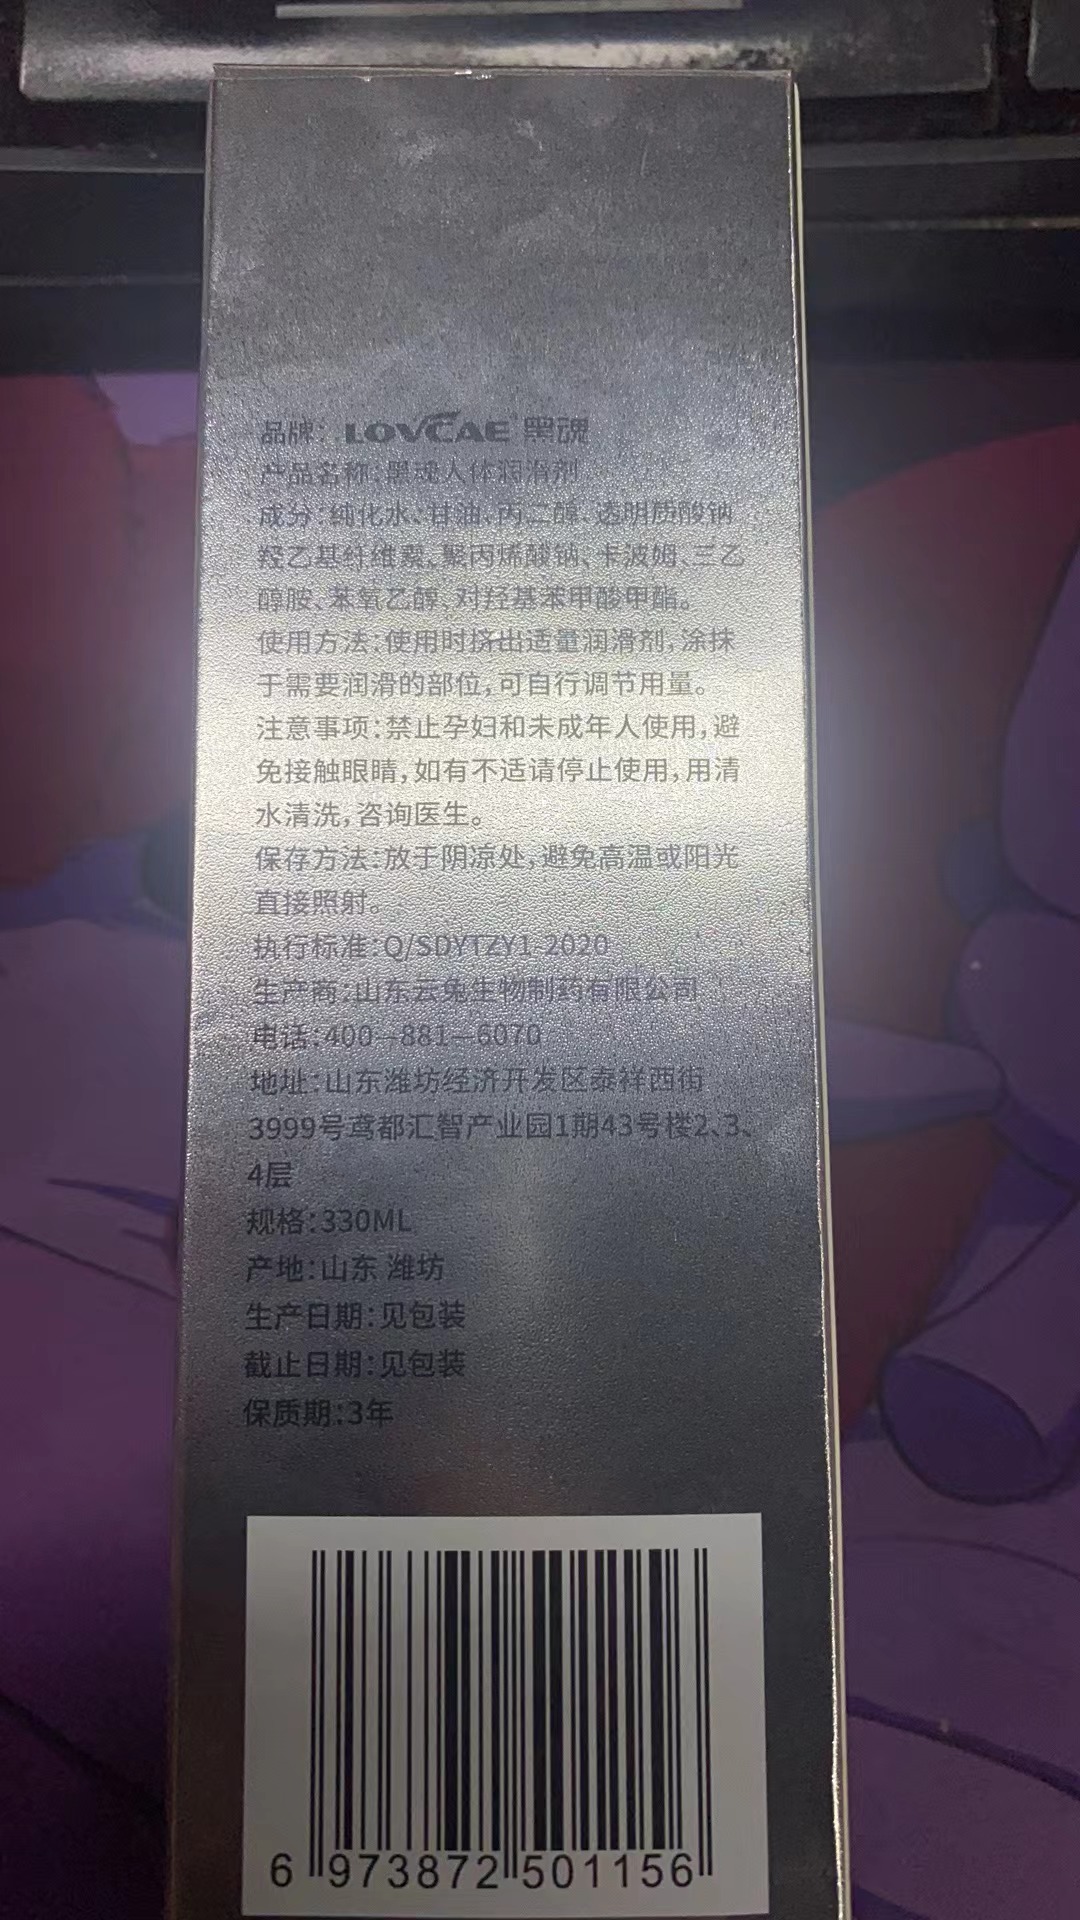 品牌: LOVCAE 黑魂
产品名称:黑魂人体润滑剂
成分:纯化水、甘油、丙二醇、透明质酸钠
羟乙基纤维素、聚丙烯酸钠、卡波姆、三乙
醇胺、苯氧乙醇、对羟基苯甲酸甲酯。
使用方法:使用时挤出适量润滑剂,涂抹
于需要润滑的部位,可自行调节用量。
注意事项:禁止孕妇和未成年人使用,避
免接触眼睛,如有不适请停止使用,用清
水清洗,咨询医生。
保存方法:放于阴凉处,避免高温或阳光
直接照射。
执行标准:Q/SDYTZY1-2020
生产商:山东云兔生物制药有限公司
电话:400—881—6070
地址:山东潍坊经济开发区泰祥西街
3999号鸢都汇智产业园1期43号楼2、3、
4层
规格:330ML
产地:山东 潍坊
生产日期:见包装
截止日期:见包装
保质期:3年
6 973872 501156